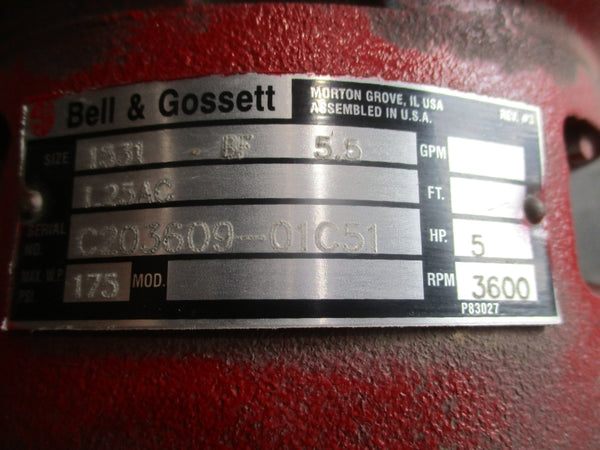 Bell & Gossett
MORTON GROVE, IL USA
ASSEMBLED IN U.S.A.
REV. #3
SIZE 1531 BF 5.5 GPM
1.25AC FT.
SERIAL NO. C203609-01C51 HP. 5
MAX. W.P. PSI. 175 MOD. RPM 3600
P83027